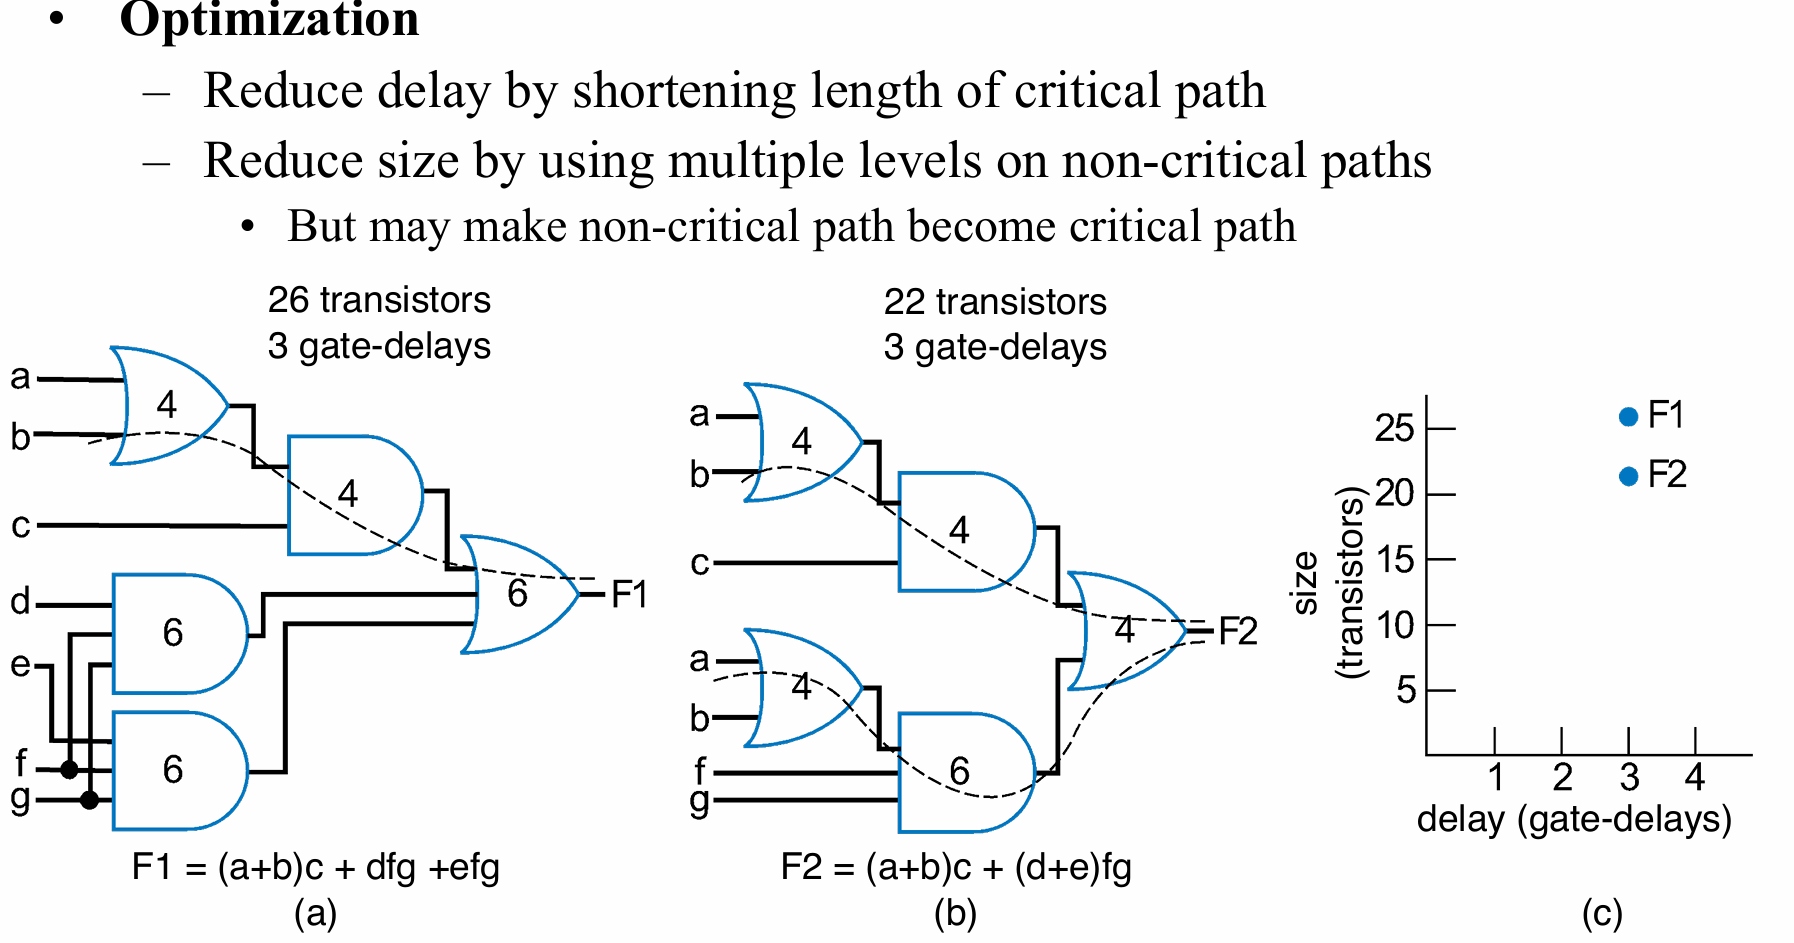 • Optimization
– Reduce delay by shortening length of critical path
– Reduce size by using multiple levels on non-critical paths
• But may make non-critical path become critical path
26 transistors
3 gate-delays
a
4
b
4
c
6
F1
d
6
e
f
6
g
F1 = (a+b)c + dfg +efg
(a)
22 transistors
3 gate-delays
a
4
b
4
c
4
F2
a
4
b
f
6
g
F2 = (a+b)c + (d+e)fg
(b)
F1
F2
25
20
15
10
5
size
(transistors)
1 2 3 4
delay (gate-delays)
(c)